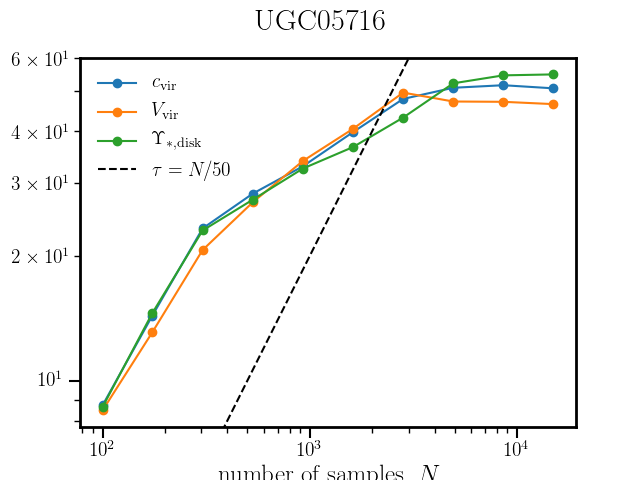 UGC05716
6 × 10¹
4 × 10¹
3 × 10¹
2 × 10¹
10¹
c_vir
V_vir
Υ_*,disk
τ = N/50
10² 10³ 10⁴
number of samples, N